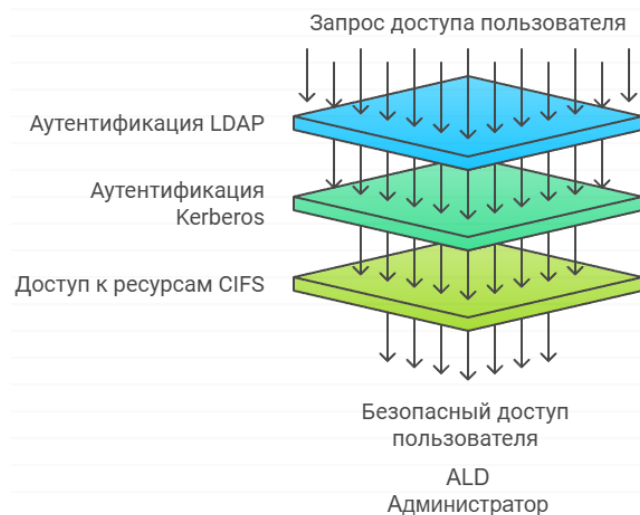 Запрос доступа пользователя
Аутентификация LDAP
Аутентификация
Kerberos
Доступ к ресурсам CIFS
Безопасный доступ
пользователя
ALD
Администратор